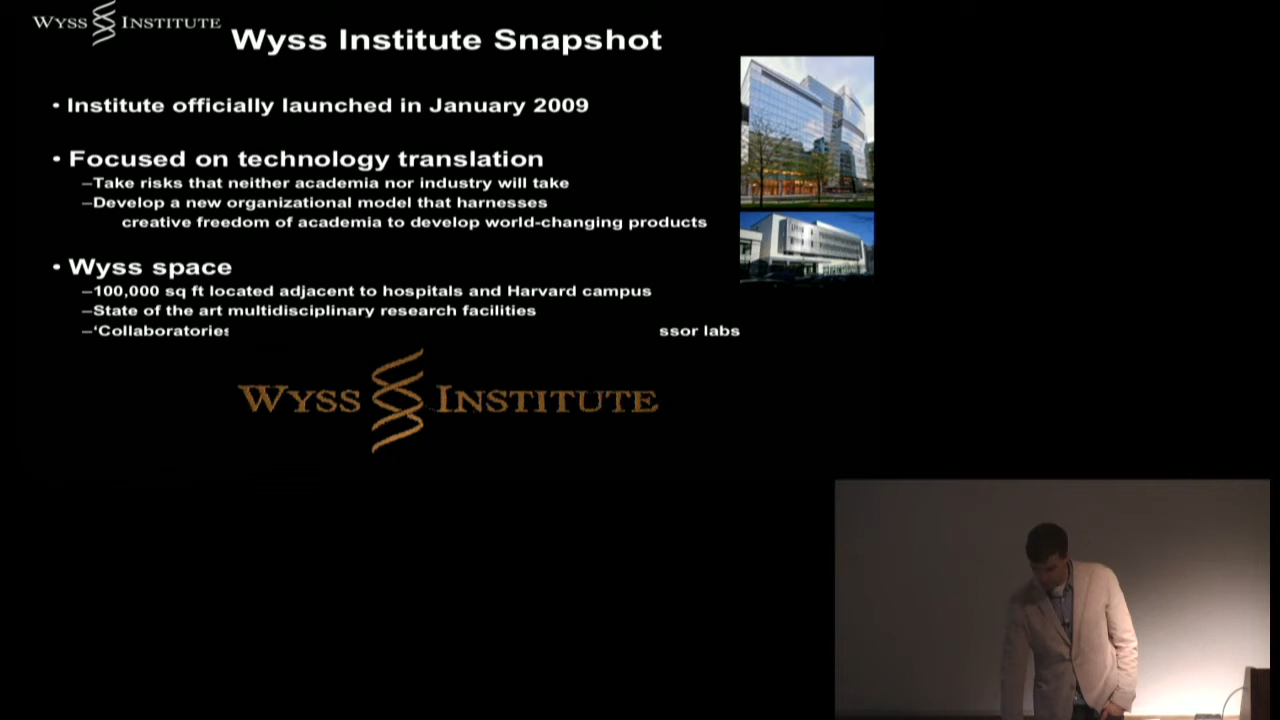 WYSS INSTITUTE
Wyss Institute Snapshot
• Institute officially launched in January 2009
• Focused on technology translation
–Take risks that neither academia nor industry will take
–Develop a new organizational model that harnesses
creative freedom of academia to develop world-changing products
• Wyss space
–100,000 sq ft located adjacent to hospitals and Harvard campus
–State of the art multidisciplinary research facilities
–‘Collaboratories ssor labs
WYSS INSTITUTE